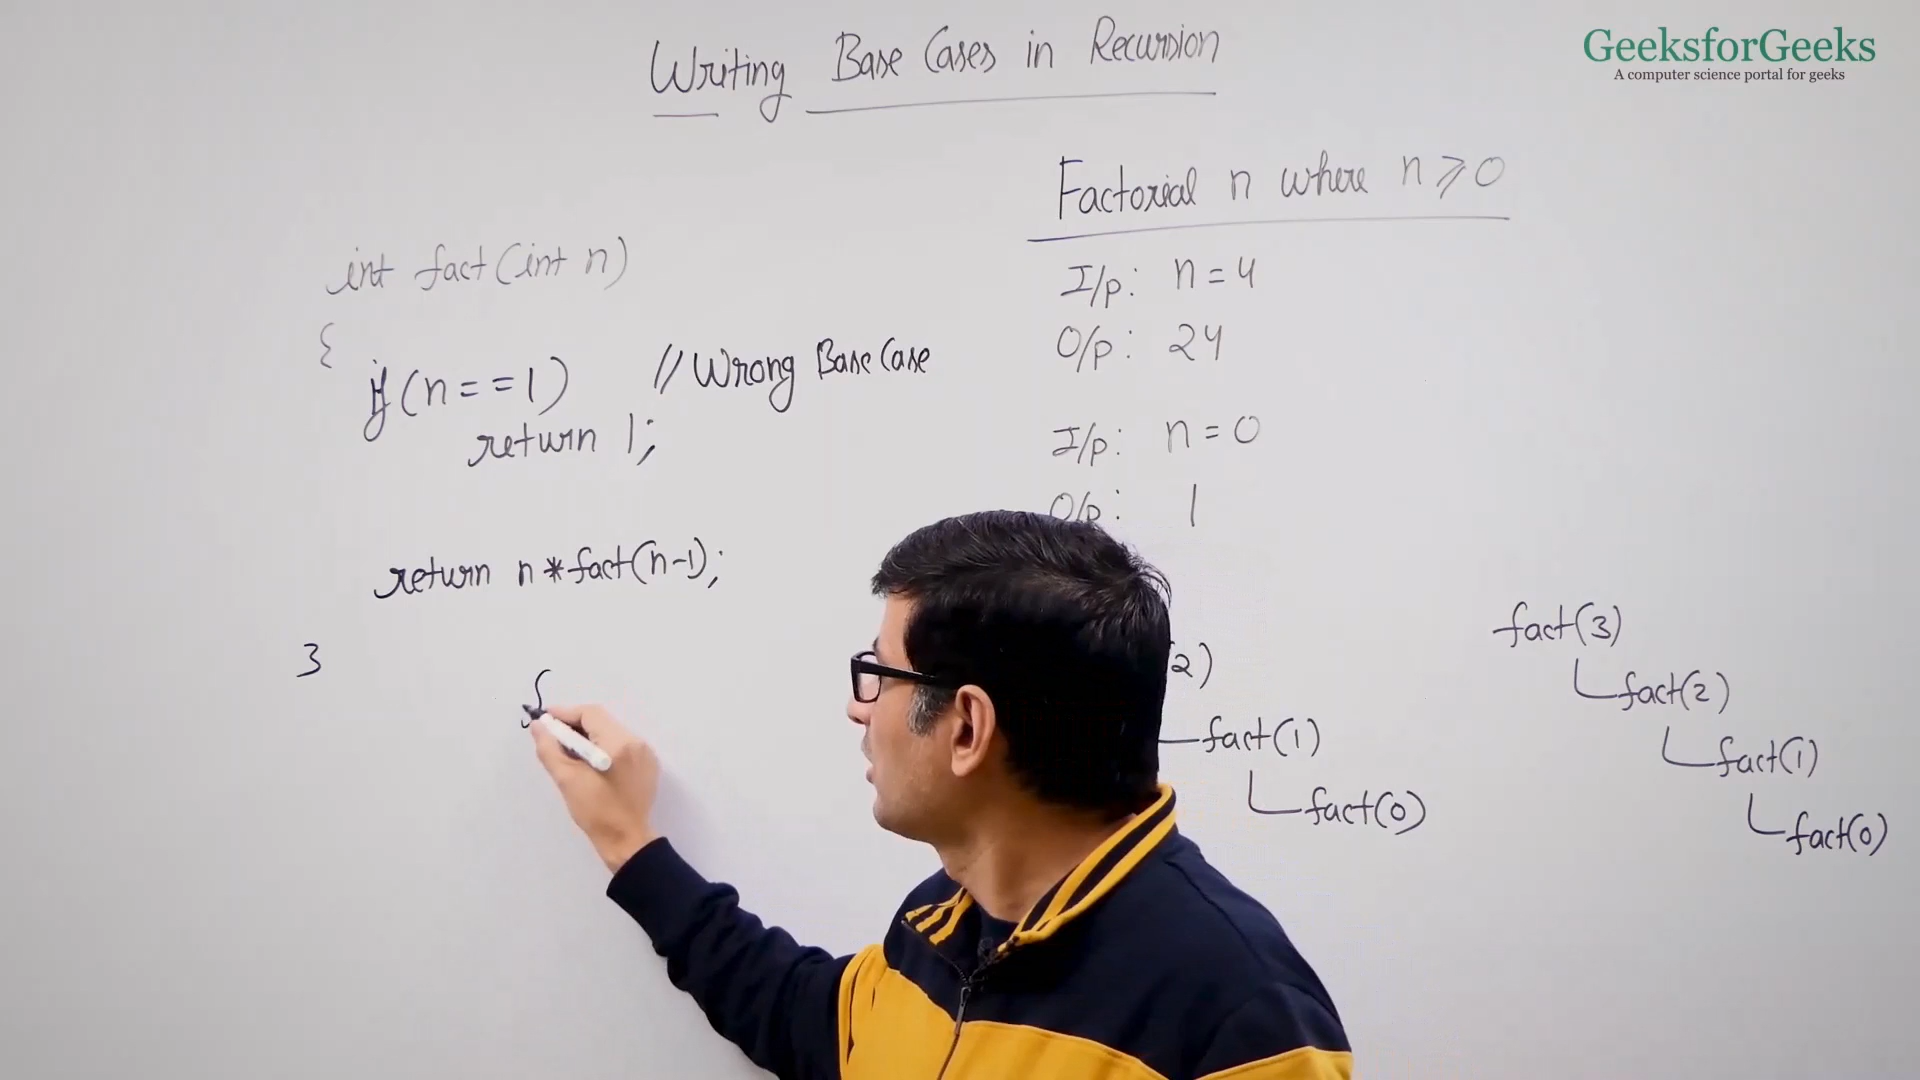 Writing Base Cases in Recursion
GeeksforGeeks
A computer science portal for geeks
Factorial n where n ⩾ 0
I/p: n = 4
O/p: 24
I/p: n = 0
O/p: 1
int fact(int n)
{
if(n==1) // Wrong Base Case
return 1;
return n*fact(n-1);
3
2)
fact(1)
fact(0)
fact(3)
fact(2)
fact(1)
fact(0)